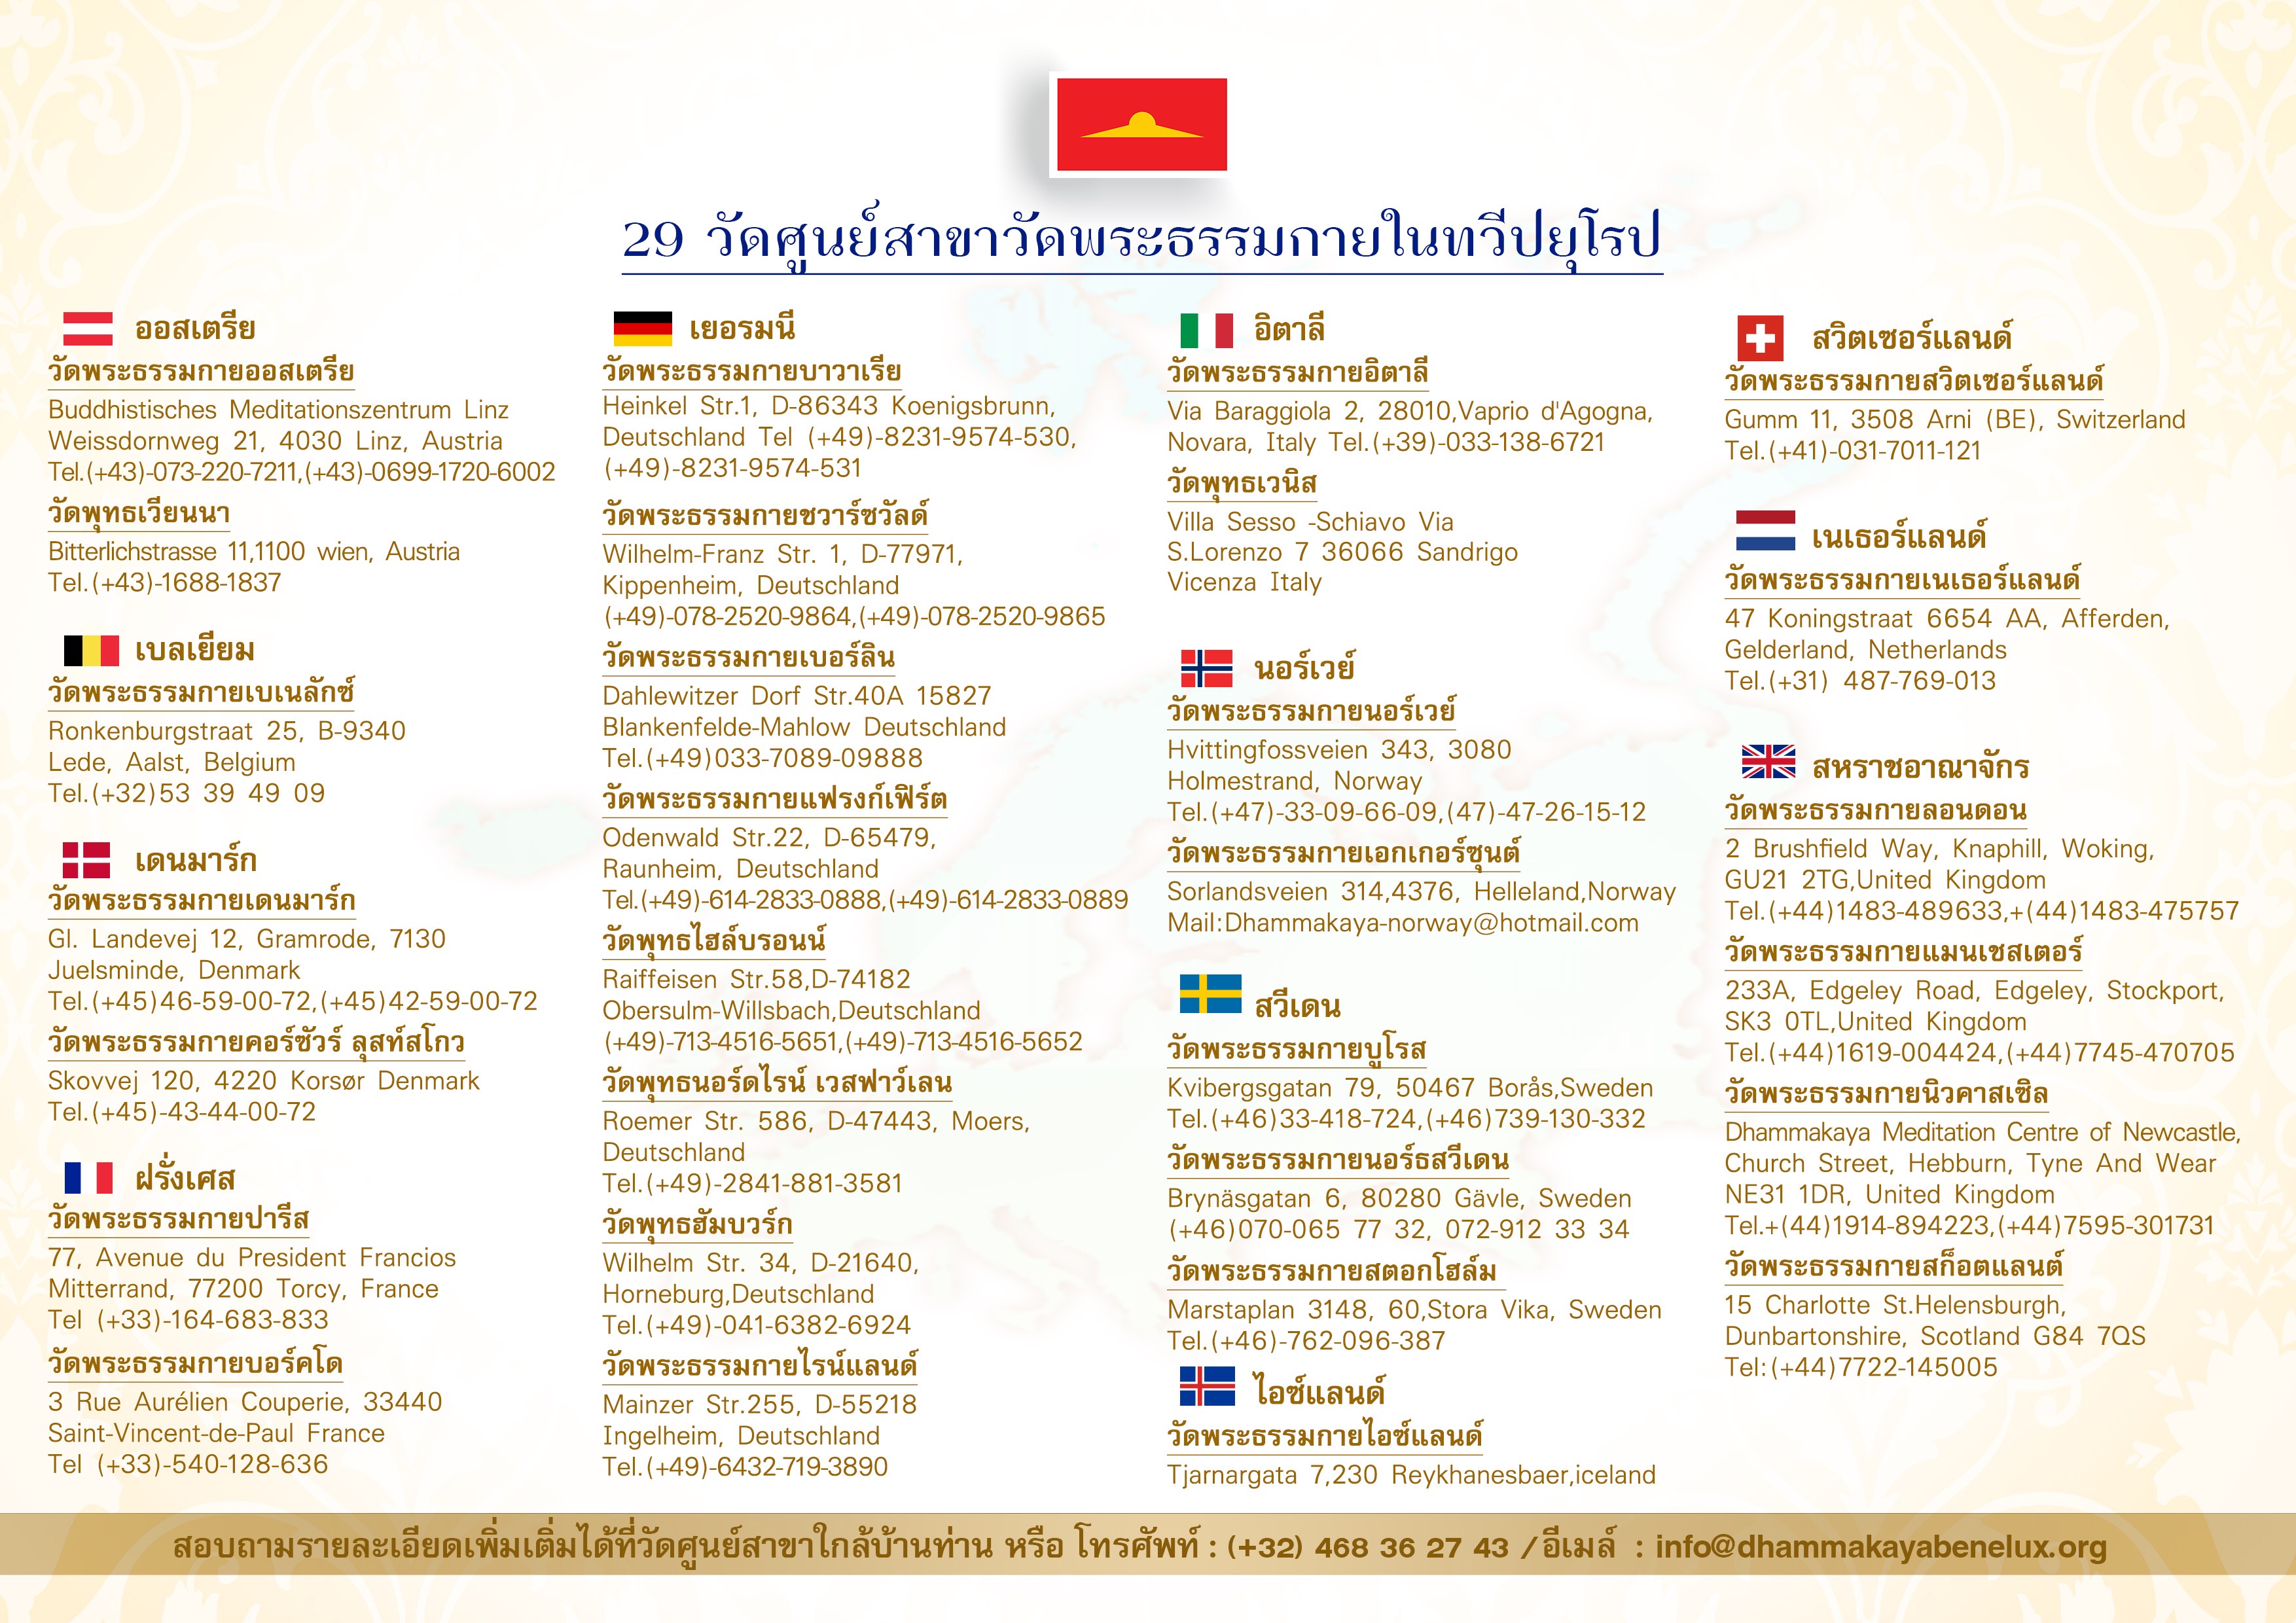 29 วัดศูนย์สาขาวัดพระธรรมกายในทวีปยุโรป
ออสเตรีย
วัดพระธรรมกายออสเตรีย
Buddhistisches Meditationszentrum Linz
Weissdornweg 21, 4030 Linz, Austria
Tel.(+43)-073-220-7211,(+43)-0699-1720-6002
วัดพุทธเวียนนา
Bitterlichstrasse 11,1100 wien, Austria
Tel.(+43)-1688-1837
เบลเยียม
วัดพระธรรมกายเบเนลักซ์
Ronkenburgstraat 25, B-9340
Lede, Aalst, Belgium
Tel.(+32)53 39 49 09
เดนมาร์ก
วัดพระธรรมกายเดนมาร์ก
Gl. Landevej 12, Gramrode, 7130
Juelsminde, Denmark
Tel.(+45)46-59-00-72,(+45)42-59-00-72
วัดพระธรรมกายคอร์ซัวร์ ลุสท์สโกว
Skovvej 120, 4220 Korsør Denmark
Tel.(+45)-43-44-00-72
ฝรั่งเศส
วัดพระธรรมกายปารีส
77, Avenue du President Francios
Mitterrand, 77200 Torcy, France
Tel (+33)-164-683-833
วัดพระธรรมกายบอร์คโด
3 Rue Aurélien Couperie, 33440
Saint-Vincent-de-Paul France
Tel (+33)-540-128-636
เยอรมนี
วัดพระธรรมกายบาวาเรีย
Heinkel Str.1, D-86343 Koenigsbrunn,
Deutschland Tel (+49)-8231-9574-530,
(+49)-8231-9574-531
วัดพระธรรมกายชวาร์ซวัลด์
Wilhelm-Franz Str. 1, D-77971,
Kippenheim, Deutschland
(+49)-078-2520-9864,(+49)-078-2520-9865
วัดพระธรรมกายเบอร์ลิน
Dahlewitzer Dorf Str.40A 15827
Blankenfelde-Mahlow Deutschland
Tel.(+49)033-7089-09888
วัดพระธรรมกายแฟรงก์เฟิร์ต
Odenwald Str.22, D-65479,
Raunheim, Deutschland
Tel.(+49)-614-2833-0888,(+49)-614-2833-0889
วัดพุทธไฮล์บรอนน์
Raiffeisen Str.58,D-74182
Obersulm-Willsbach,Deutschland
(+49)-713-4516-5651,(+49)-713-4516-5652
วัดพุทธนอร์ดไรน์ เวสฟาว์เลน
Roemer Str. 586, D-47443, Moers,
Deutschland
Tel.(+49)-2841-881-3581
วัดพุทธฮัมบวร์ก
Wilhelm Str. 34, D-21640,
Horneburg,Deutschland
Tel.(+49)-041-6382-6924
วัดพระธรรมกายไรน์แลนด์
Mainzer Str.255, D-55218
Ingelheim, Deutschland
Tel.(+49)-6432-719-3890
อิตาลี
วัดพระธรรมกายอิตาลี
Via Baraggiola 2, 28010,Vaprio d'Agogna,
Novara, Italy Tel.(+39)-033-138-6721
วัดพุทธเวนิส
Villa Sesso -Schiavo Via
S.Lorenzo 7 36066 Sandrigo
Vicenza Italy
นอร์เวย์
วัดพระธรรมกายนอร์เวย์
Hvittingfossveien 343, 3080
Holmestrand, Norway
Tel.(+47)-33-09-66-09,(47)-47-26-15-12
วัดพระธรรมกายเอกเกอร์ซุนต์
Sorlandsveien 314,4376, Helleland,Norway
Mail:Dhammakaya-norway@hotmail.com
สวีเดน
วัดพระธรรมกายบูโรส
Kvibergsgatan 79, 50467 Borås,Sweden
Tel.(+46)33-418-724,(+46)739-130-332
วัดพระธรรมกายนอร์ธสวีเดน
Brynäsgatan 6, 80280 Gävle, Sweden
(+46)070-065 77 32, 072-912 33 34
วัดพระธรรมกายสตอกโฮล์ม
Marstaplan 3148, 60,Stora Vika, Sweden
Tel.(+46)-762-096-387
ไอซ์แลนด์
วัดพระธรรมกายไอซ์แลนด์
Tjarnargata 7,230 Reykhanesbaer,iceland
สวิตเซอร์แลนด์
วัดพระธรรมกายสวิตเซอร์แลนด์
Gumm 11, 3508 Arni (BE), Switzerland
Tel.(+41)-031-7011-121
เนเธอร์แลนด์
วัดพระธรรมกายเนเธอร์แลนด์
47 Koningstraat 6654 AA, Afferden,
Gelderland, Netherlands
Tel.(+31) 487-769-013
สหราชอาณาจักร
วัดพระธรรมกายลอนดอน
2 Brushfield Way, Knaphill, Woking,
GU21 2TG,United Kingdom
Tel.(+44)1483-489633,+(44)1483-475757
วัดพระธรรมกายแมนเชสเตอร์
233A, Edgeley Road, Edgeley, Stockport,
SK3 0TL,United Kingdom
Tel.(+44)1619-004424,(+44)7745-470705
วัดพระธรรมกายนิวคาสเซิล
Dhammakaya Meditation Centre of Newcastle,
Church Street, Hebburn, Tyne And Wear
NE31 1DR, United Kingdom
Tel.+(44)1914-894223,(+44)7595-301731
วัดพระธรรมกายสก็อตแลนด์
15 Charlotte St.Helensburgh,
Dunbartonshire, Scotland G84 7QS
Tel:(+44)7722-145005
สอบถามรายละเอียดเพิ่มเติ่มได้ที่วัดศูนย์สาขาใกล้บ้านท่าน หรือ โทรศัพท์ : (+32) 468 36 27 43 /อีเมล์ : info@dhammakayabenelux.org